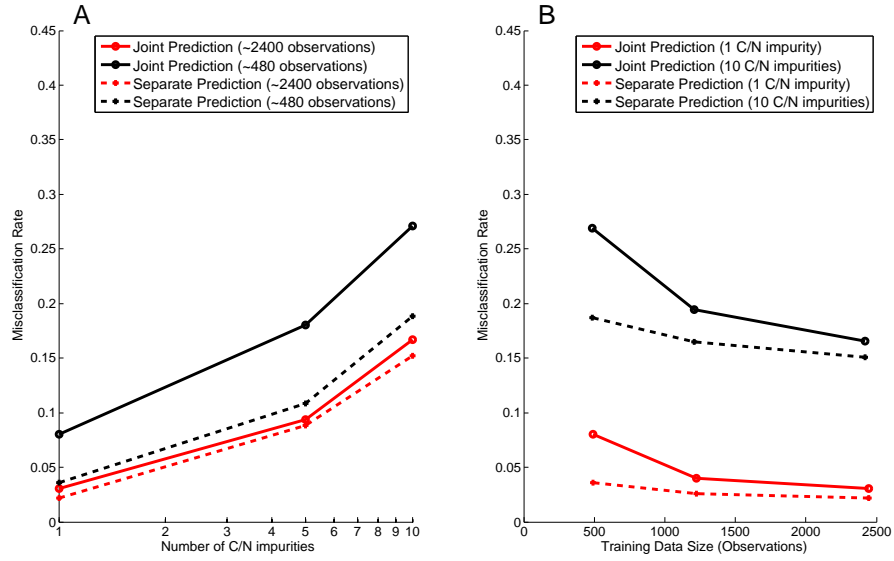 A
0.45
Joint Prediction (~2400 observations)
Joint Prediction (~480 observations)
Separate Prediction (~2400 observations)
Separate Prediction (~480 observations)
0.4
0.35
0.3
0.25
0.2
0.15
0.1
0.05
0
Misclassification Rate
1 2 3 4 5 6 7 8 9 10
Number of C/N impurities
B
0.45
Joint Prediction (1 C/N impurity)
Joint Prediction (10 C/N impurities)
Separate Prediction (1 C/N impurity)
Separate Prediction (10 C/N impurities)
0.4
0.35
0.3
0.25
0.2
0.15
0.1
0.05
0
Misclassification Rate
0 500 1000 1500 2000 2500
Training Data Size (Observations)